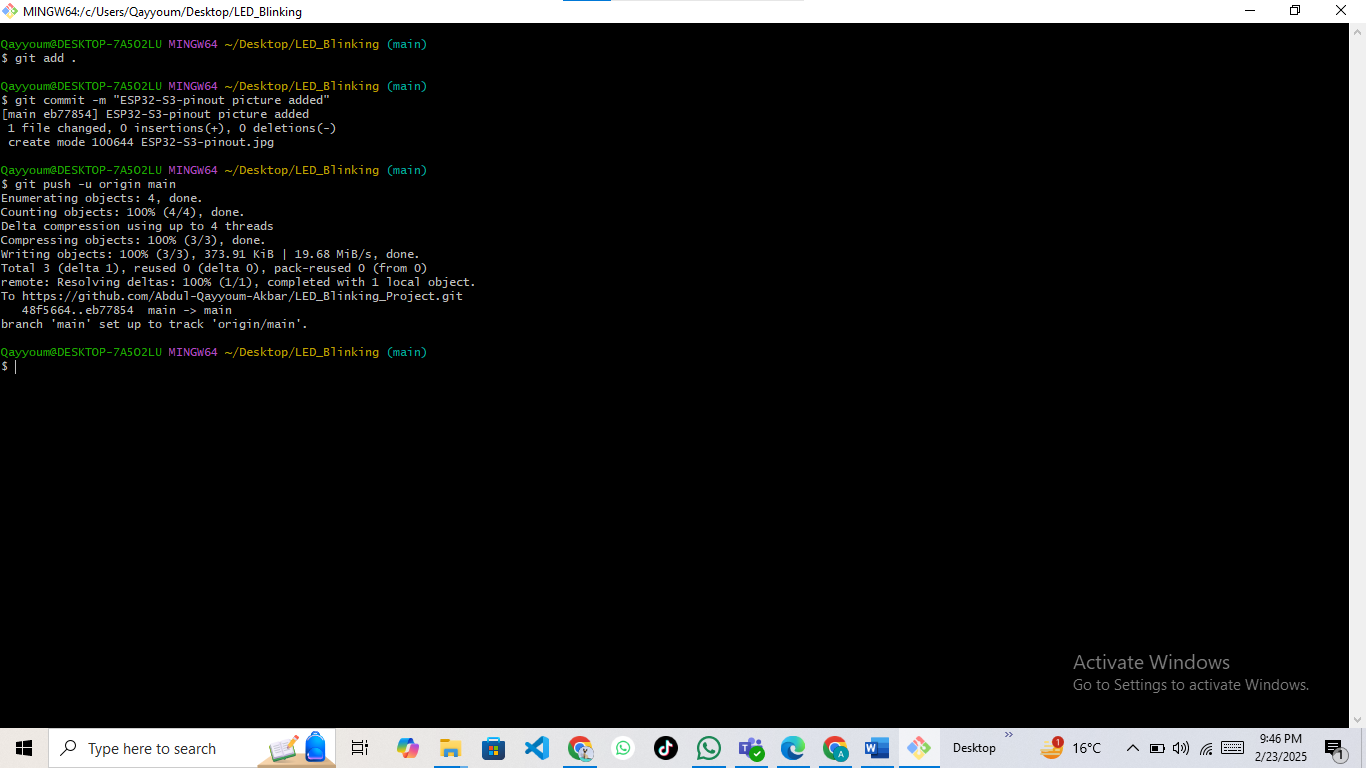 MINGW64:/c/Users/Qayyoum/Desktop/LED_Blinking
Qayyoum@DESKTOP-7A5O2LU MINGW64 ~/Desktop/LED_Blinking (main)
$ git add .
Qayyoum@DESKTOP-7A5O2LU MINGW64 ~/Desktop/LED_Blinking (main)
$ git commit -m "ESP32-S3-pinout picture added"
[main eb77854] ESP32-S3-pinout picture added
 1 file changed, 0 insertions(+), 0 deletions(-)
 create mode 100644 ESP32-S3-pinout.jpg
Qayyoum@DESKTOP-7A5O2LU MINGW64 ~/Desktop/LED_Blinking (main)
$ git push -u origin main
Enumerating objects: 4, done.
Counting objects: 100% (4/4), done.
Delta compression using up to 4 threads
Compressing objects: 100% (3/3), done.
Writing objects: 100% (3/3), 373.91 KiB | 19.68 MiB/s, done.
Total 3 (delta 1), reused 0 (delta 0), pack-reused 0 (from 0)
remote: Resolving deltas: 100% (1/1), completed with 1 local object.
To https://github.com/Abdul-Qayyoum-Akbar/LED_Blinking_Project.git
   48f5664..eb77854  main -> main
branch 'main' set up to track 'origin/main'.
Qayyoum@DESKTOP-7A5O2LU MINGW64 ~/Desktop/LED_Blinking (main)
$
Activate Windows
Go to Settings to activate Windows.
Type here to search
Desktop
1
16°C
9:46 PM
2/23/2025
1